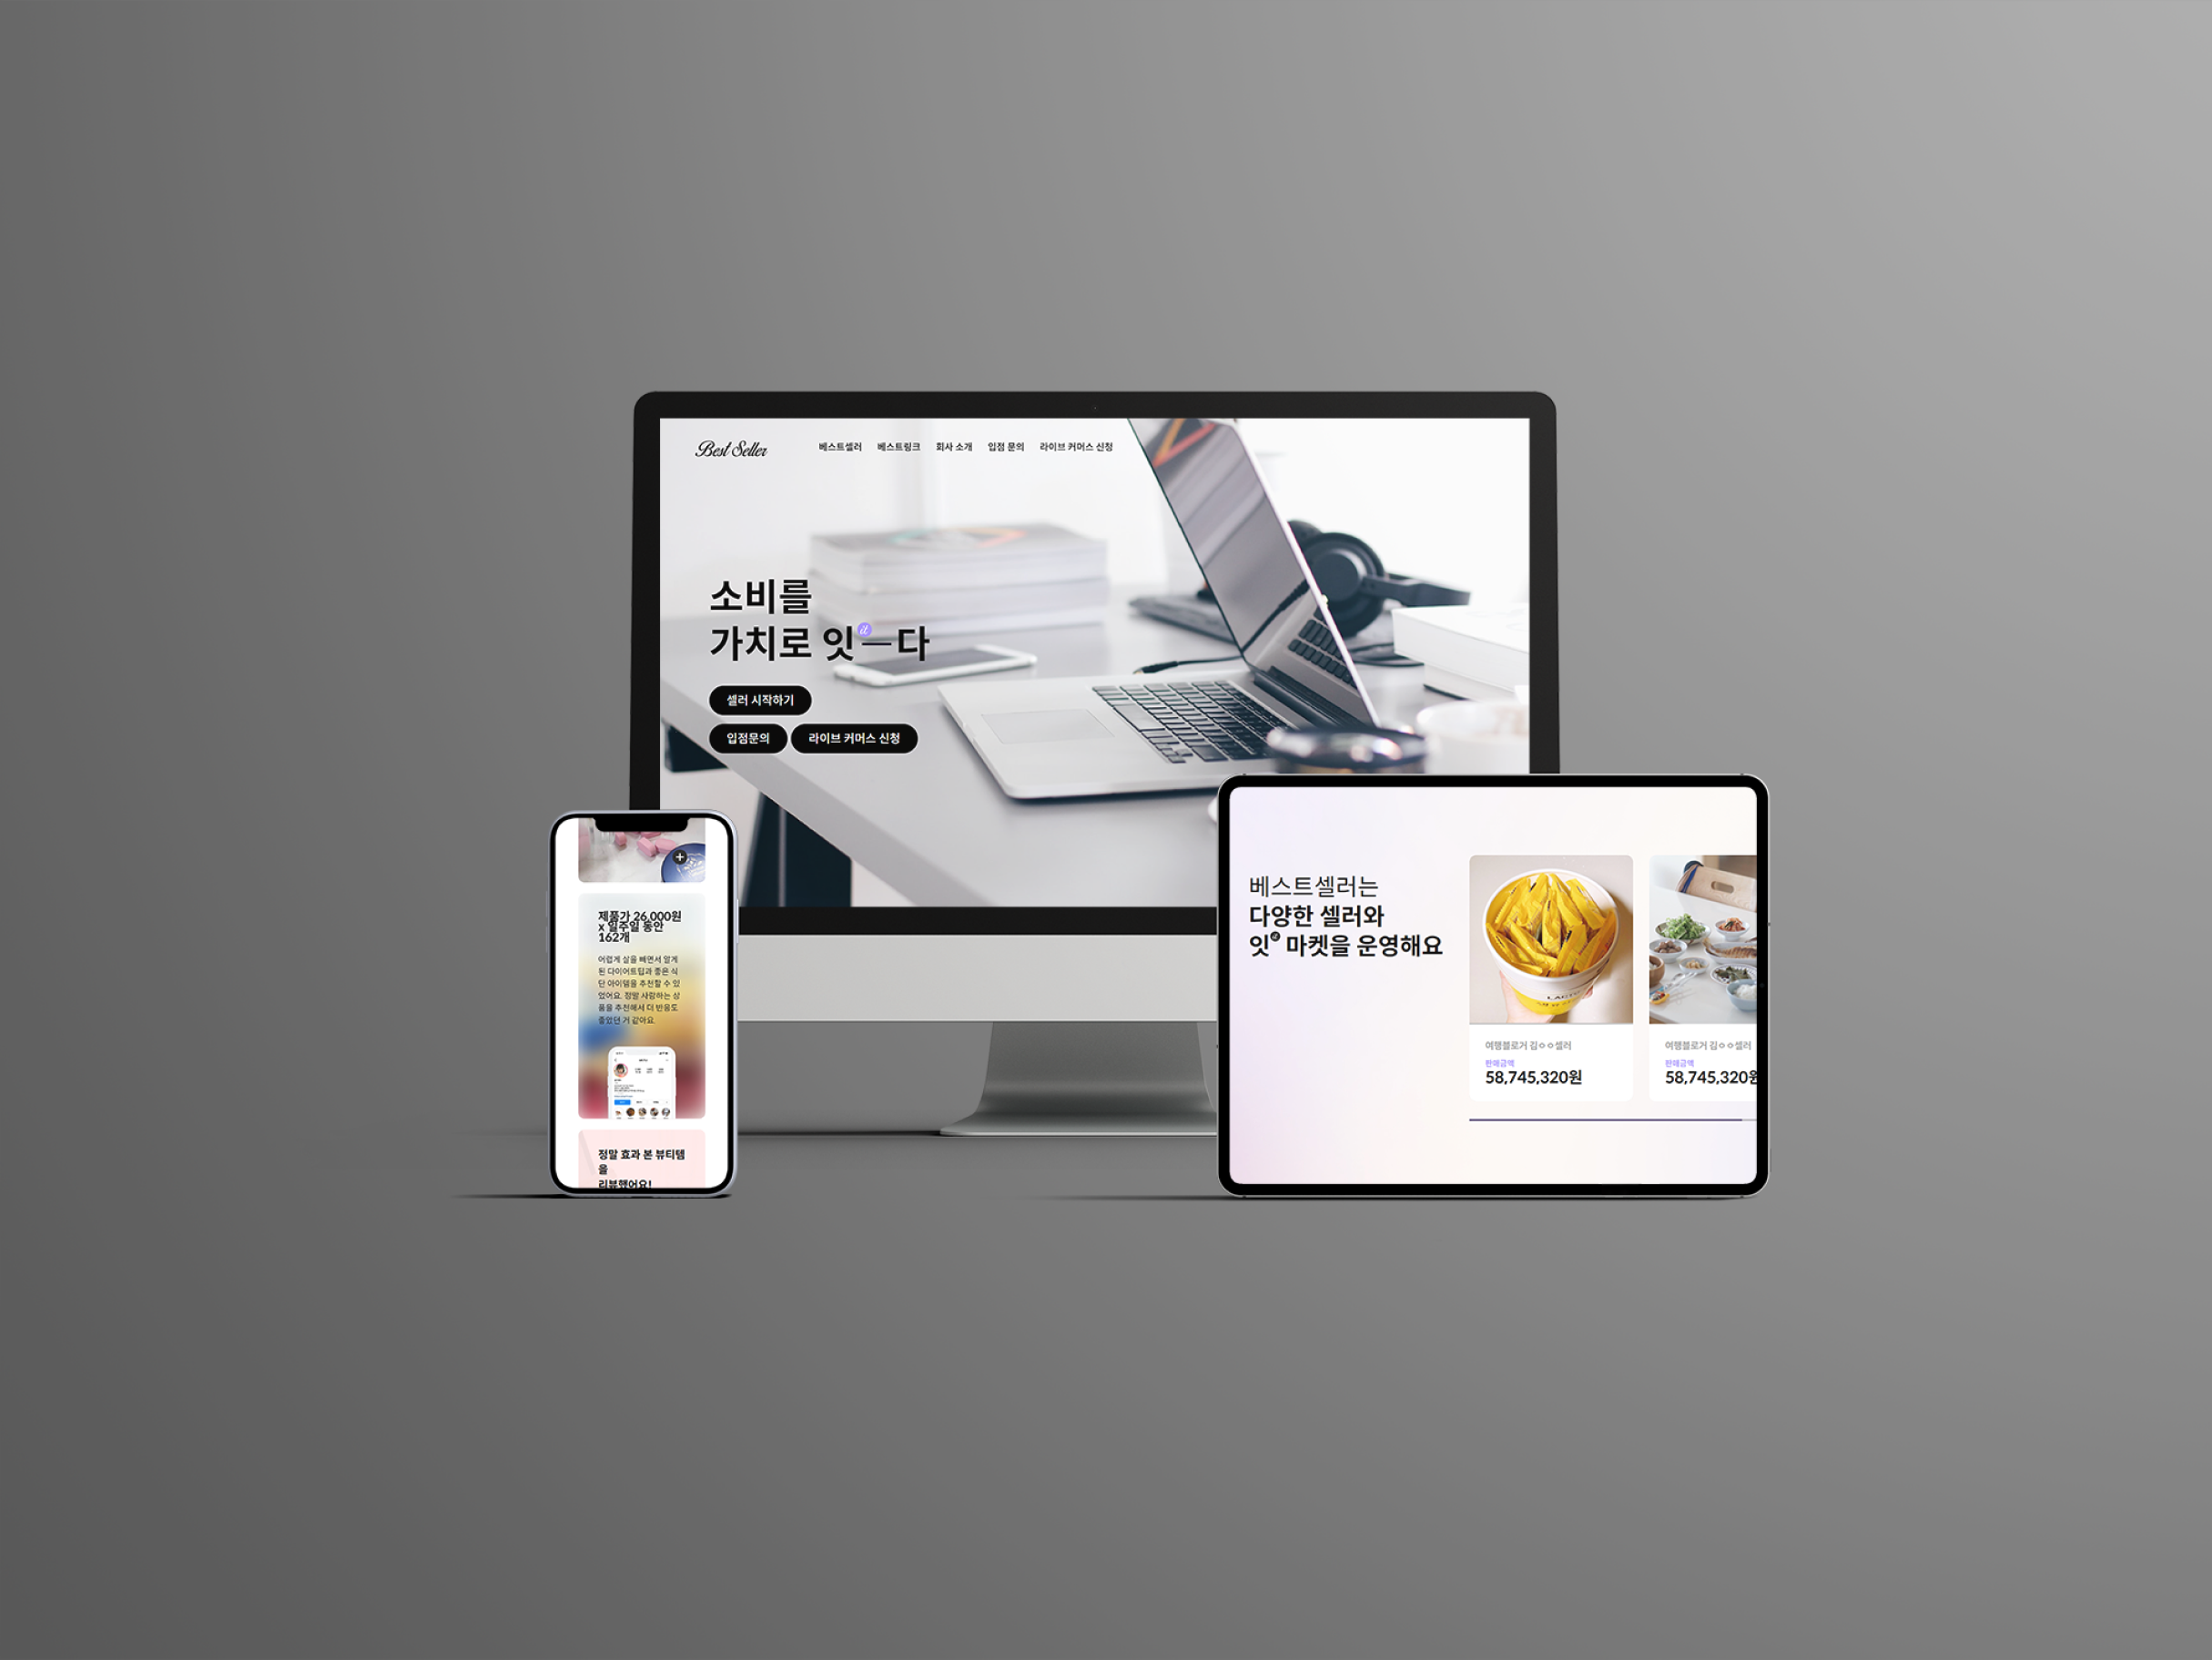 Best Seller
베스트셀러 베스트링크 회사 소개 입점 문의 라이브 커머스 신청
소비를
가치로 잇 it ㅡ다
셀러 시작하기
입점문의 라이브 커머스 신청
제품가 26,000원
x 일주일 동안
162개
어렵게 살을 빼면서 알게
된 다이어트팁과 좋은 식
단 아이템을 추천할 수 있
었어요. 정말 사랑하는 상
품을 추천해서 더 반응도
좋았던 거 같아요.
정말 효과 본 뷰티템
을
리뷰했어요!
베스트셀러는
다양한 셀러와
잇 마켓을 운영해요
여행블로거 김ㅇㅇ셀러
판매금액
58,745,320원
여행블로거 김ㅇㅇ셀러
판매금액
58,745,320원